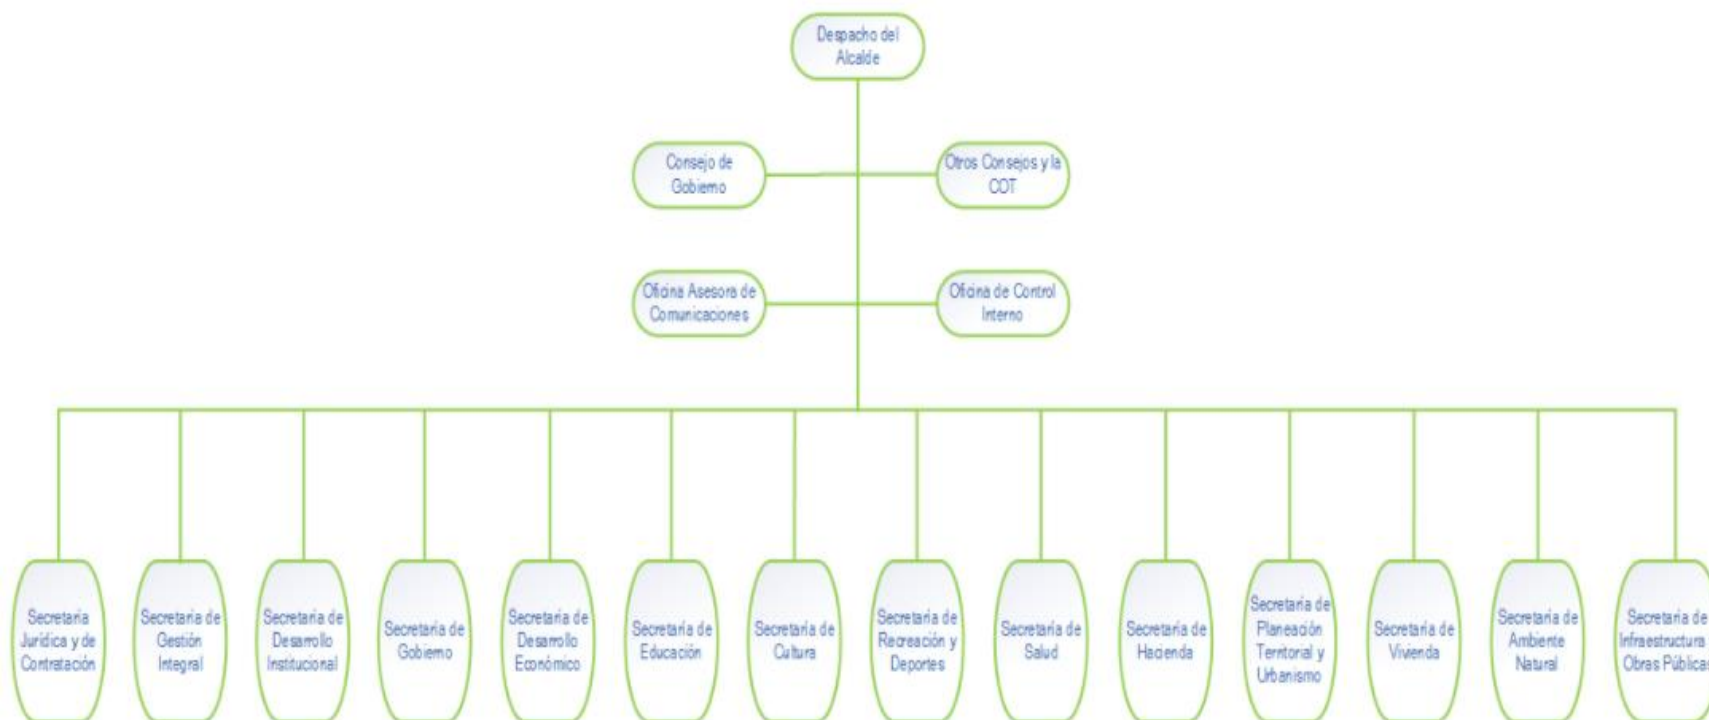 Despacho del
Alcalde
Consejo de
Gobierno
Otros Consejos y la
COT
Oficina Asesora de
Comunicaciones
Oficina de Control
Interno
Secretaría
Jurídica y de
Contratación
Secretaría de
Gestión
Integral
Secretaría de
Desarrollo
Institucional
Secretaría de
Gobierno
Secretaría de
Desarrollo
Económico
Secretaría de
Educación
Secretaría de
Cultura
Secretaría de
Recreación y
Deportes
Secretaría de
Salud
Secretaría de
Hacienda
Secretaría de
Planeación
Territorial y
Urbanismo
Secretaría de
Vivienda
Secretaría de
Ambiente
Natural
Secretaría de
Infraestructura
Obras Públicas